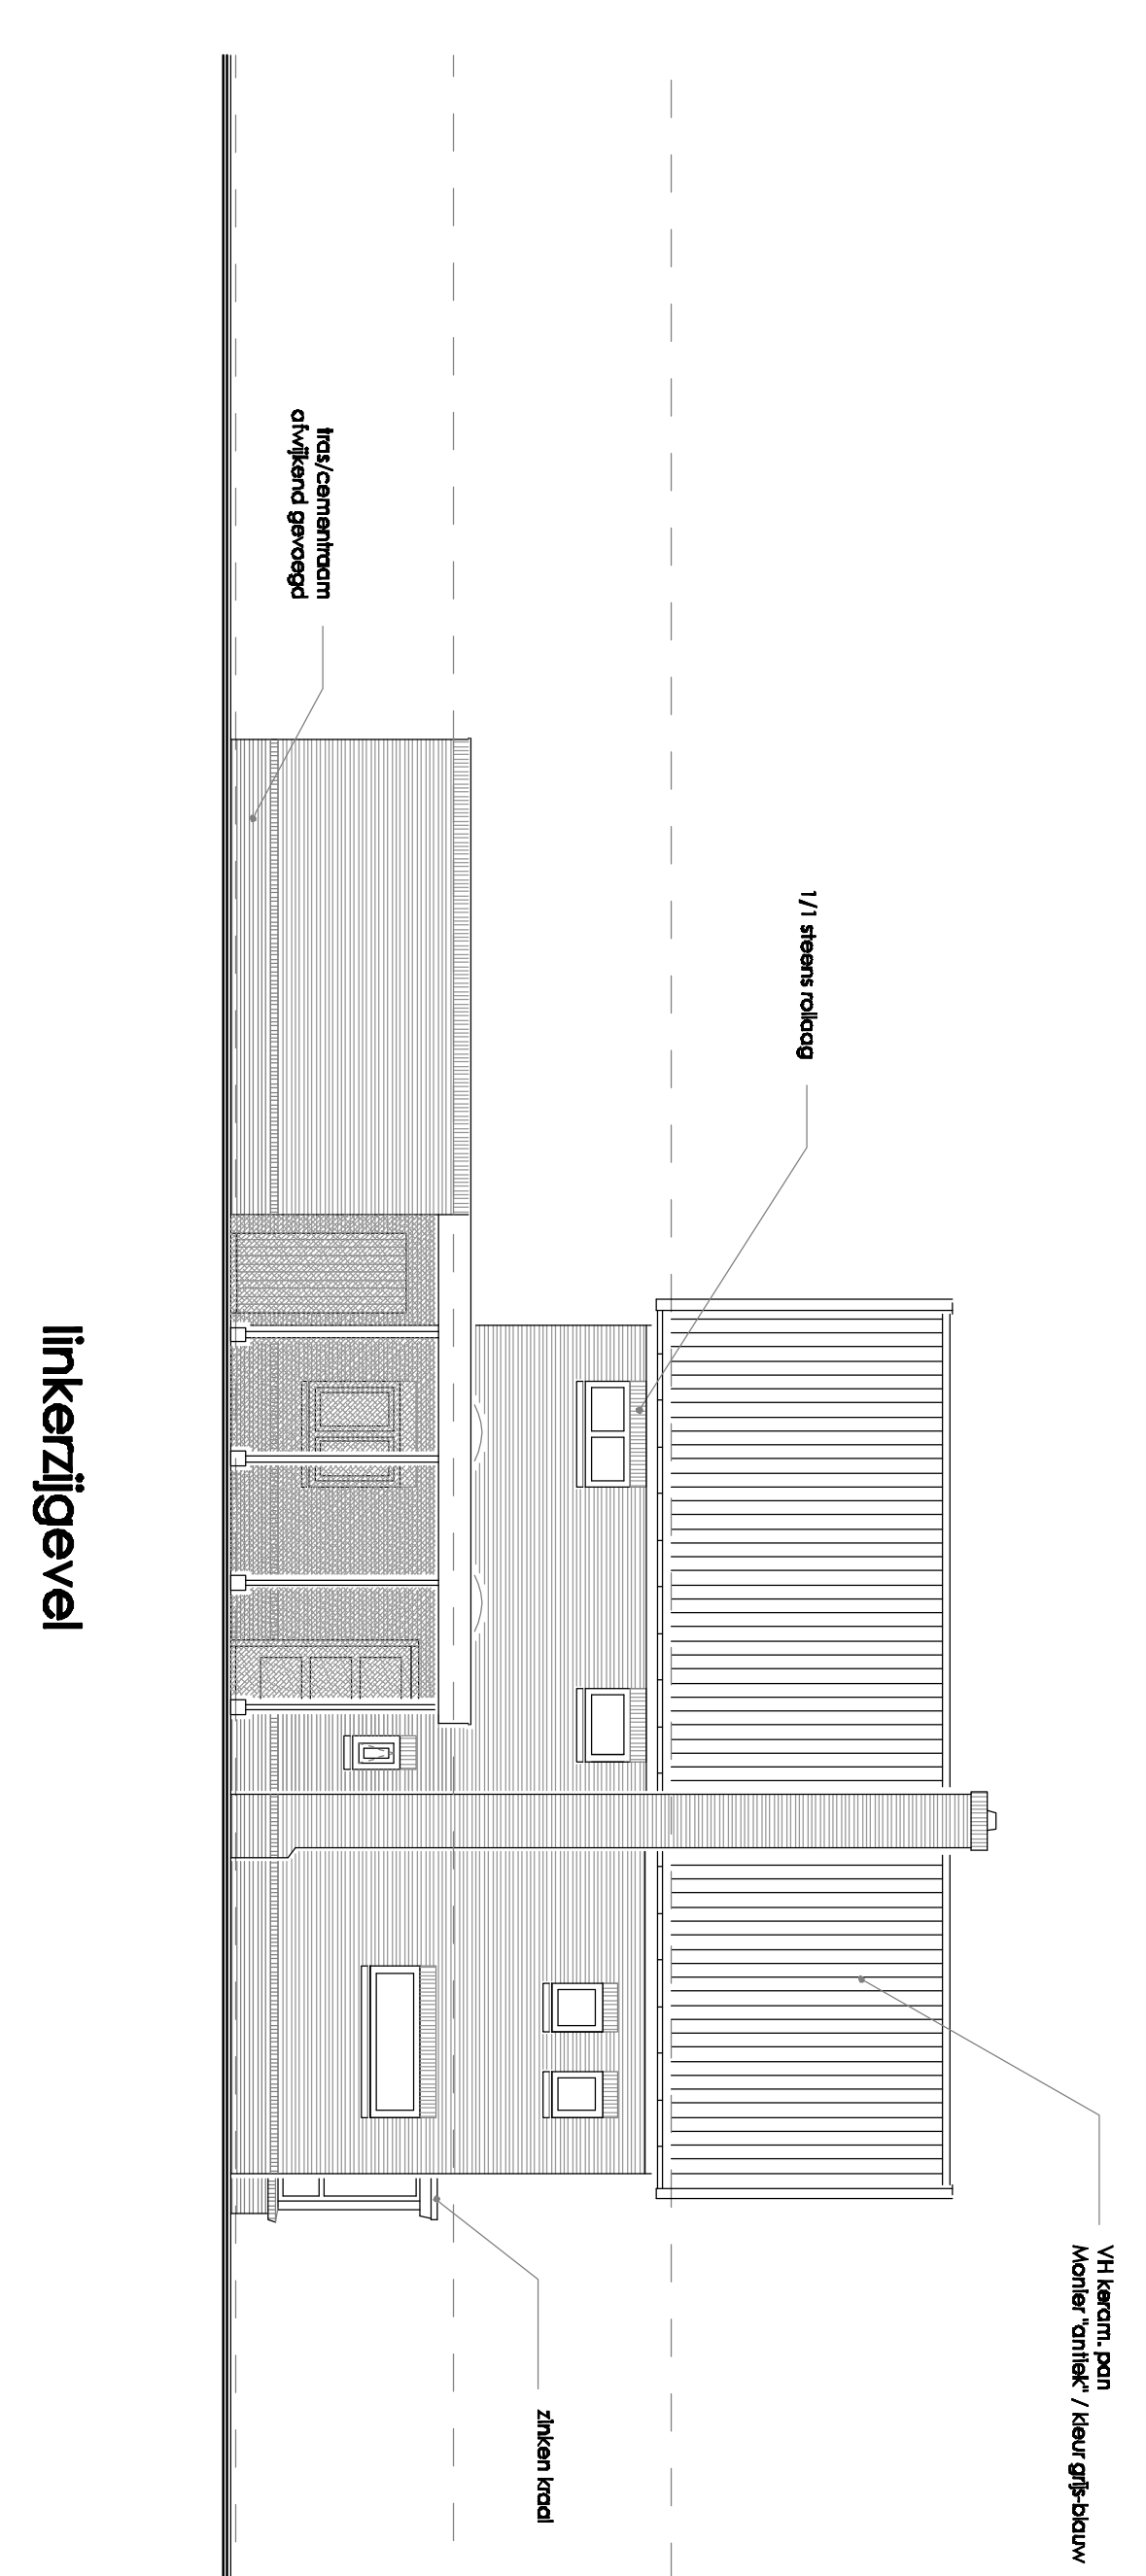 VH keram. pan
Monier "antiek" / kleur grijs-blauw
1/1 steens rollaag
zinken kraal
tras/cementraam
afwijkend gevoegd
linkerzijgevel